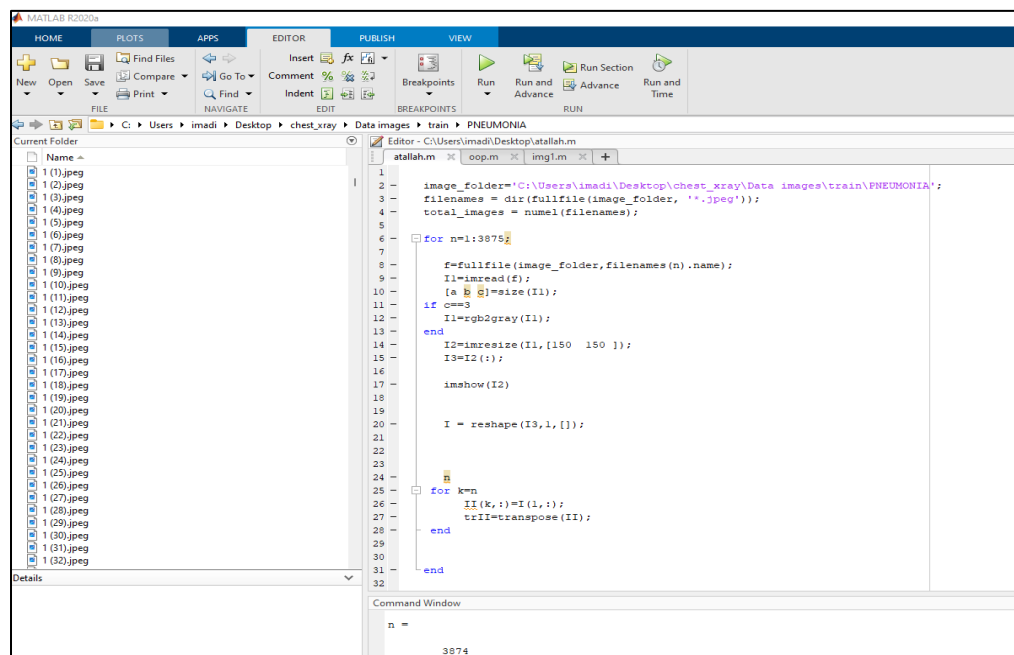 MATLAB R2020a
HOME PLOTS APPS EDITOR PUBLISH VIEW
New Open Save Find Files Compare Print
Go To Find
Insert fx
Comment %
Indent
Breakpoints
Run Run and Advance Run Section Advance Run and Time
FILE NAVIGATE EDIT BREAKPOINTS RUN
C: Users imadi Desktop chest_xray Data images train PNEUMONIA
Current Folder
Name
1 (1).jpeg
1 (2).jpeg
1 (3).jpeg
1 (4).jpeg
1 (5).jpeg
1 (6).jpeg
1 (7).jpeg
1 (8).jpeg
1 (9).jpeg
1 (10).jpeg
1 (11).jpeg
1 (12).jpeg
1 (13).jpeg
1 (14).jpeg
1 (15).jpeg
1 (16).jpeg
1 (17).jpeg
1 (18).jpeg
1 (19).jpeg
1 (20).jpeg
1 (21).jpeg
1 (22).jpeg
1 (23).jpeg
1 (24).jpeg
1 (25).jpeg
1 (26).jpeg
1 (27).jpeg
1 (28).jpeg
1 (29).jpeg
1 (30).jpeg
1 (31).jpeg
1 (32).jpeg
Details
Editor - C:\Users\imadi\Desktop\atallah.m
atallah.m oop.m img1.m +
1
2 - image_folder='C:\Users\imadi\Desktop\chest_xray\Data images\train\PNEUMONIA';
3 - filenames = dir(fullfile(image_folder, '*.jpeg'));
4 - total_images = numel(filenames);
5
6 - for n=1:3875;
7
8 - f=fullfile(image_folder,filenames(n).name);
9 - I1=imread(f);
10 - [a b c]=size(I1);
11 - if c==3
12 - I1=rgb2gray(I1);
13 - end
14 - I2=imresize(I1,[150 150 ]);
15 - I3=I2(:);
16
17 - imshow(I2)
18
19
20 - I = reshape(I3,1,[]);
21
22
23
24 - n
25 - for k=n
26 - II(k,:)=I(1,:);
27 - trII=transpose(II);
28 - end
29
30
31 - end
32
Command Window
n =
3874